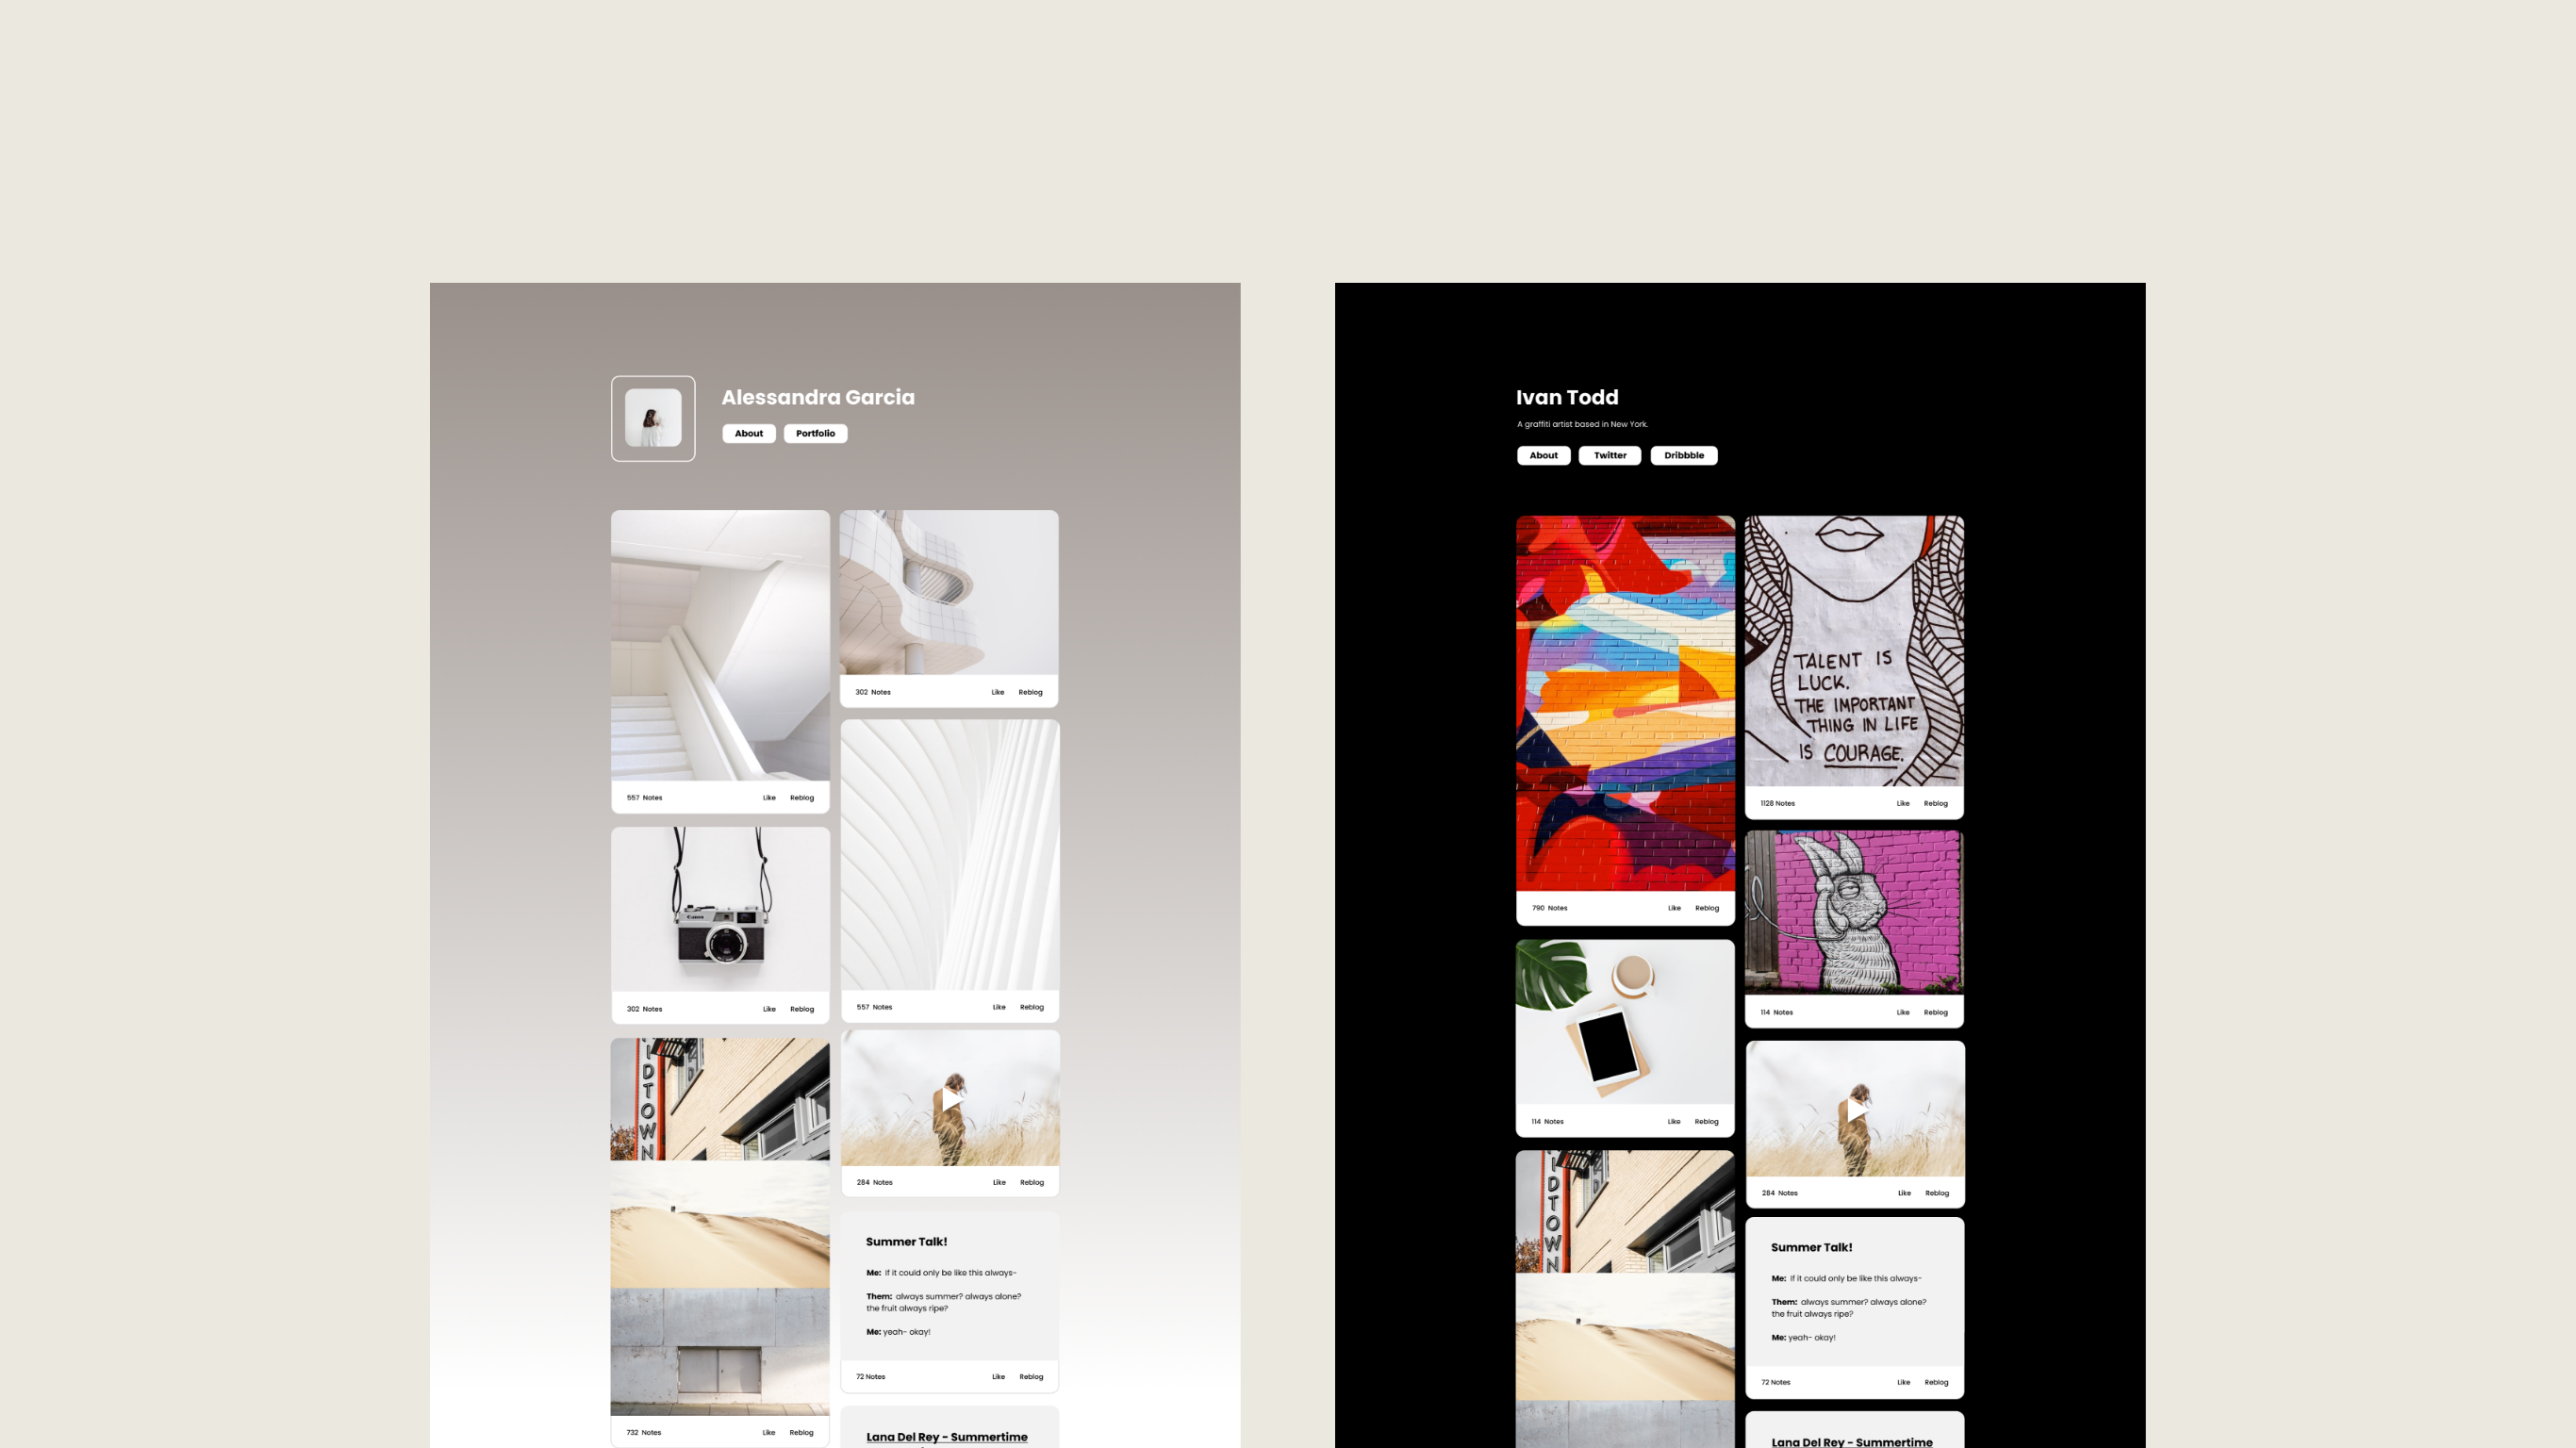 Alessandra Garcia
About Portfolio
302 Notes Like Reblog
557 Notes Like Reblog
CANON
302 Notes Like Reblog
557 Notes Like Reblog
IDTOWN
284 Notes Like Reblog
Summer Talk!
Me: If it could only be like this always-
Them: always summer? always alone?
the fruit always ripe?
Me: yeah- okay!
72 Notes Like Reblog
732 Notes Like Reblog
Lana Del Rey - Summertime
Ivan Todd
A graffiti artist based in New York.
About Twitter Dribbble
TALENT IS
LUCK.
THE IMPORTANT
THING IN LIFE
IS COURAGE.
1128 Notes Like Reblog
790 Notes Like Reblog
114 Notes Like Reblog
114 Notes Like Reblog
IDTOWN
284 Notes Like Reblog
Summer Talk!
Me: If it could only be like this always-
Them: always summer? always alone?
the fruit always ripe?
Me: yeah- okay!
72 Notes Like Reblog
Lana Del Rey - Summertime